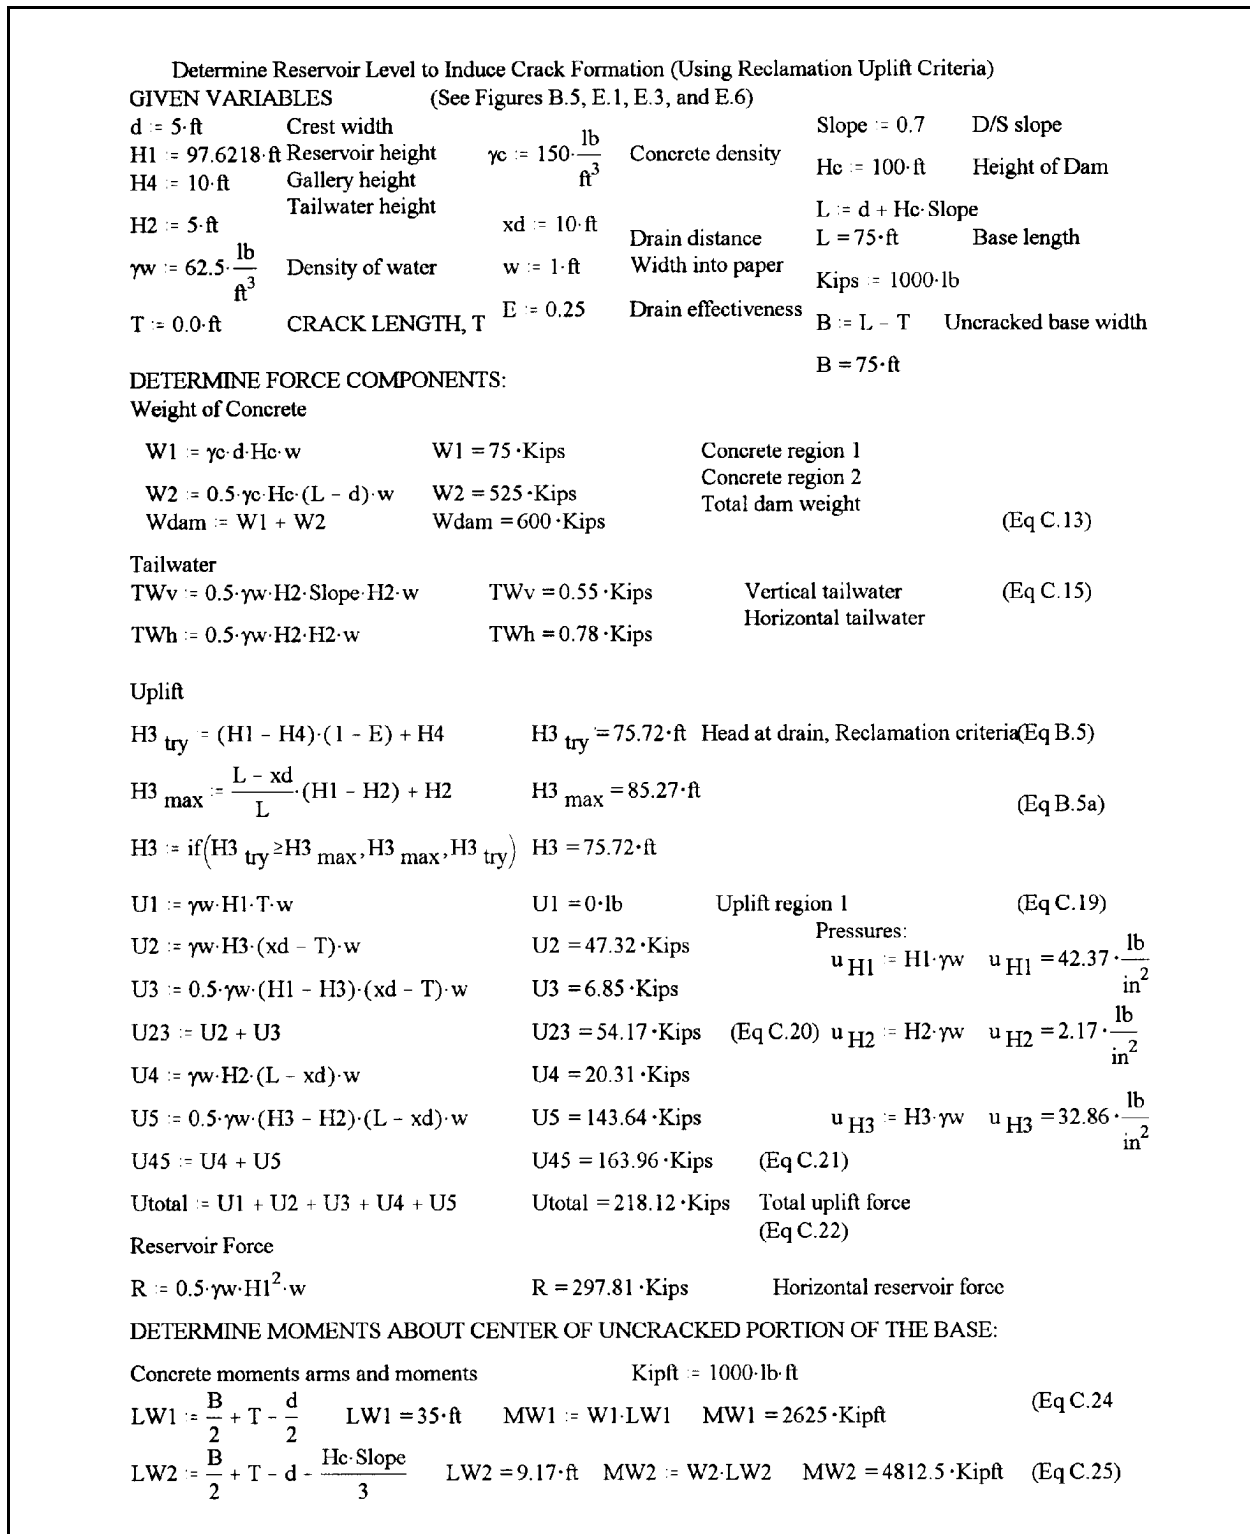 Determine Reservoir Level to Induce Crack Formation (Using Reclamation Uplift Criteria)
GIVEN VARIABLES (See Figures B.5, E.1, E.3, and E.6)
d := 5·ft Crest width Slope := 0.7 D/S slope
H1 := 97.6218·ft Reservoir height γc := 150·lb/ft³ Concrete density Hc := 100·ft Height of Dam
H4 := 10·ft Gallery height
H2 := 5·ft Tailwater height xd := 10·ft Drain distance L := d + Hc·Slope
L = 75·ft Base length
γw := 62.5·lb/ft³ Density of water w := 1·ft Width into paper Kips := 1000·lb
T := 0.0·ft CRACK LENGTH, T E := 0.25 Drain effectiveness B := L − T Uncracked base width
B = 75·ft
DETERMINE FORCE COMPONENTS:
Weight of Concrete
W1 := γc·d·Hc·w W1 = 75·Kips Concrete region 1
W2 := 0.5·γc·Hc·(L − d)·w W2 = 525·Kips Concrete region 2
Wdam := W1 + W2 Wdam = 600·Kips Total dam weight (Eq C.13)
Tailwater
TWv := 0.5·γw·H2·Slope·H2·w TWv = 0.55·Kips Vertical tailwater (Eq C.15)
TWh := 0.5·γw·H2·H2·w TWh = 0.78·Kips Horizontal tailwater
Uplift
H3 try := (H1 − H4)·(1 − E) + H4 H3 try = 75.72·ft Head at drain, Reclamation criteria(Eq B.5)
H3 max := (L − xd)/L·(H1 − H2) + H2 H3 max = 85.27·ft (Eq B.5a)
H3 := if(H3 try ≥ H3 max, H3 max, H3 try) H3 = 75.72·ft
U1 := γw·H1·T·w U1 = 0·lb Uplift region 1 (Eq C.19)
Pressures:
U2 := γw·H3·(xd − T)·w U2 = 47.32·Kips u H1 := H1·γw u H1 = 42.37·lb/in²
U3 := 0.5·γw·(H1 − H3)·(xd − T)·w U3 = 6.85·Kips
U23 := U2 + U3 U23 = 54.17·Kips (Eq C.20) u H2 := H2·γw u H2 = 2.17·lb/in²
U4 := γw·H2·(L − xd)·w U4 = 20.31·Kips
U5 := 0.5·γw·(H3 − H2)·(L − xd)·w U5 = 143.64·Kips u H3 := H3·γw u H3 = 32.86·lb/in²
U45 := U4 + U5 U45 = 163.96·Kips (Eq C.21)
Utotal := U1 + U2 + U3 + U4 + U5 Utotal = 218.12·Kips Total uplift force
(Eq C.22)
Reservoir Force
R := 0.5·γw·H1²·w R = 297.81·Kips Horizontal reservoir force
DETERMINE MOMENTS ABOUT CENTER OF UNCRACKED PORTION OF THE BASE:
Concrete moments arms and moments Kipft := 1000·lb·ft
LW1 := B/2 + T − d/2 LW1 = 35·ft MW1 := W1·LW1 MW1 = 2625·Kipft (Eq C.24
LW2 := B/2 + T − d − Hc·Slope/3 LW2 = 9.17·ft MW2 := W2·LW2 MW2 = 4812.5·Kipft (Eq C.25)